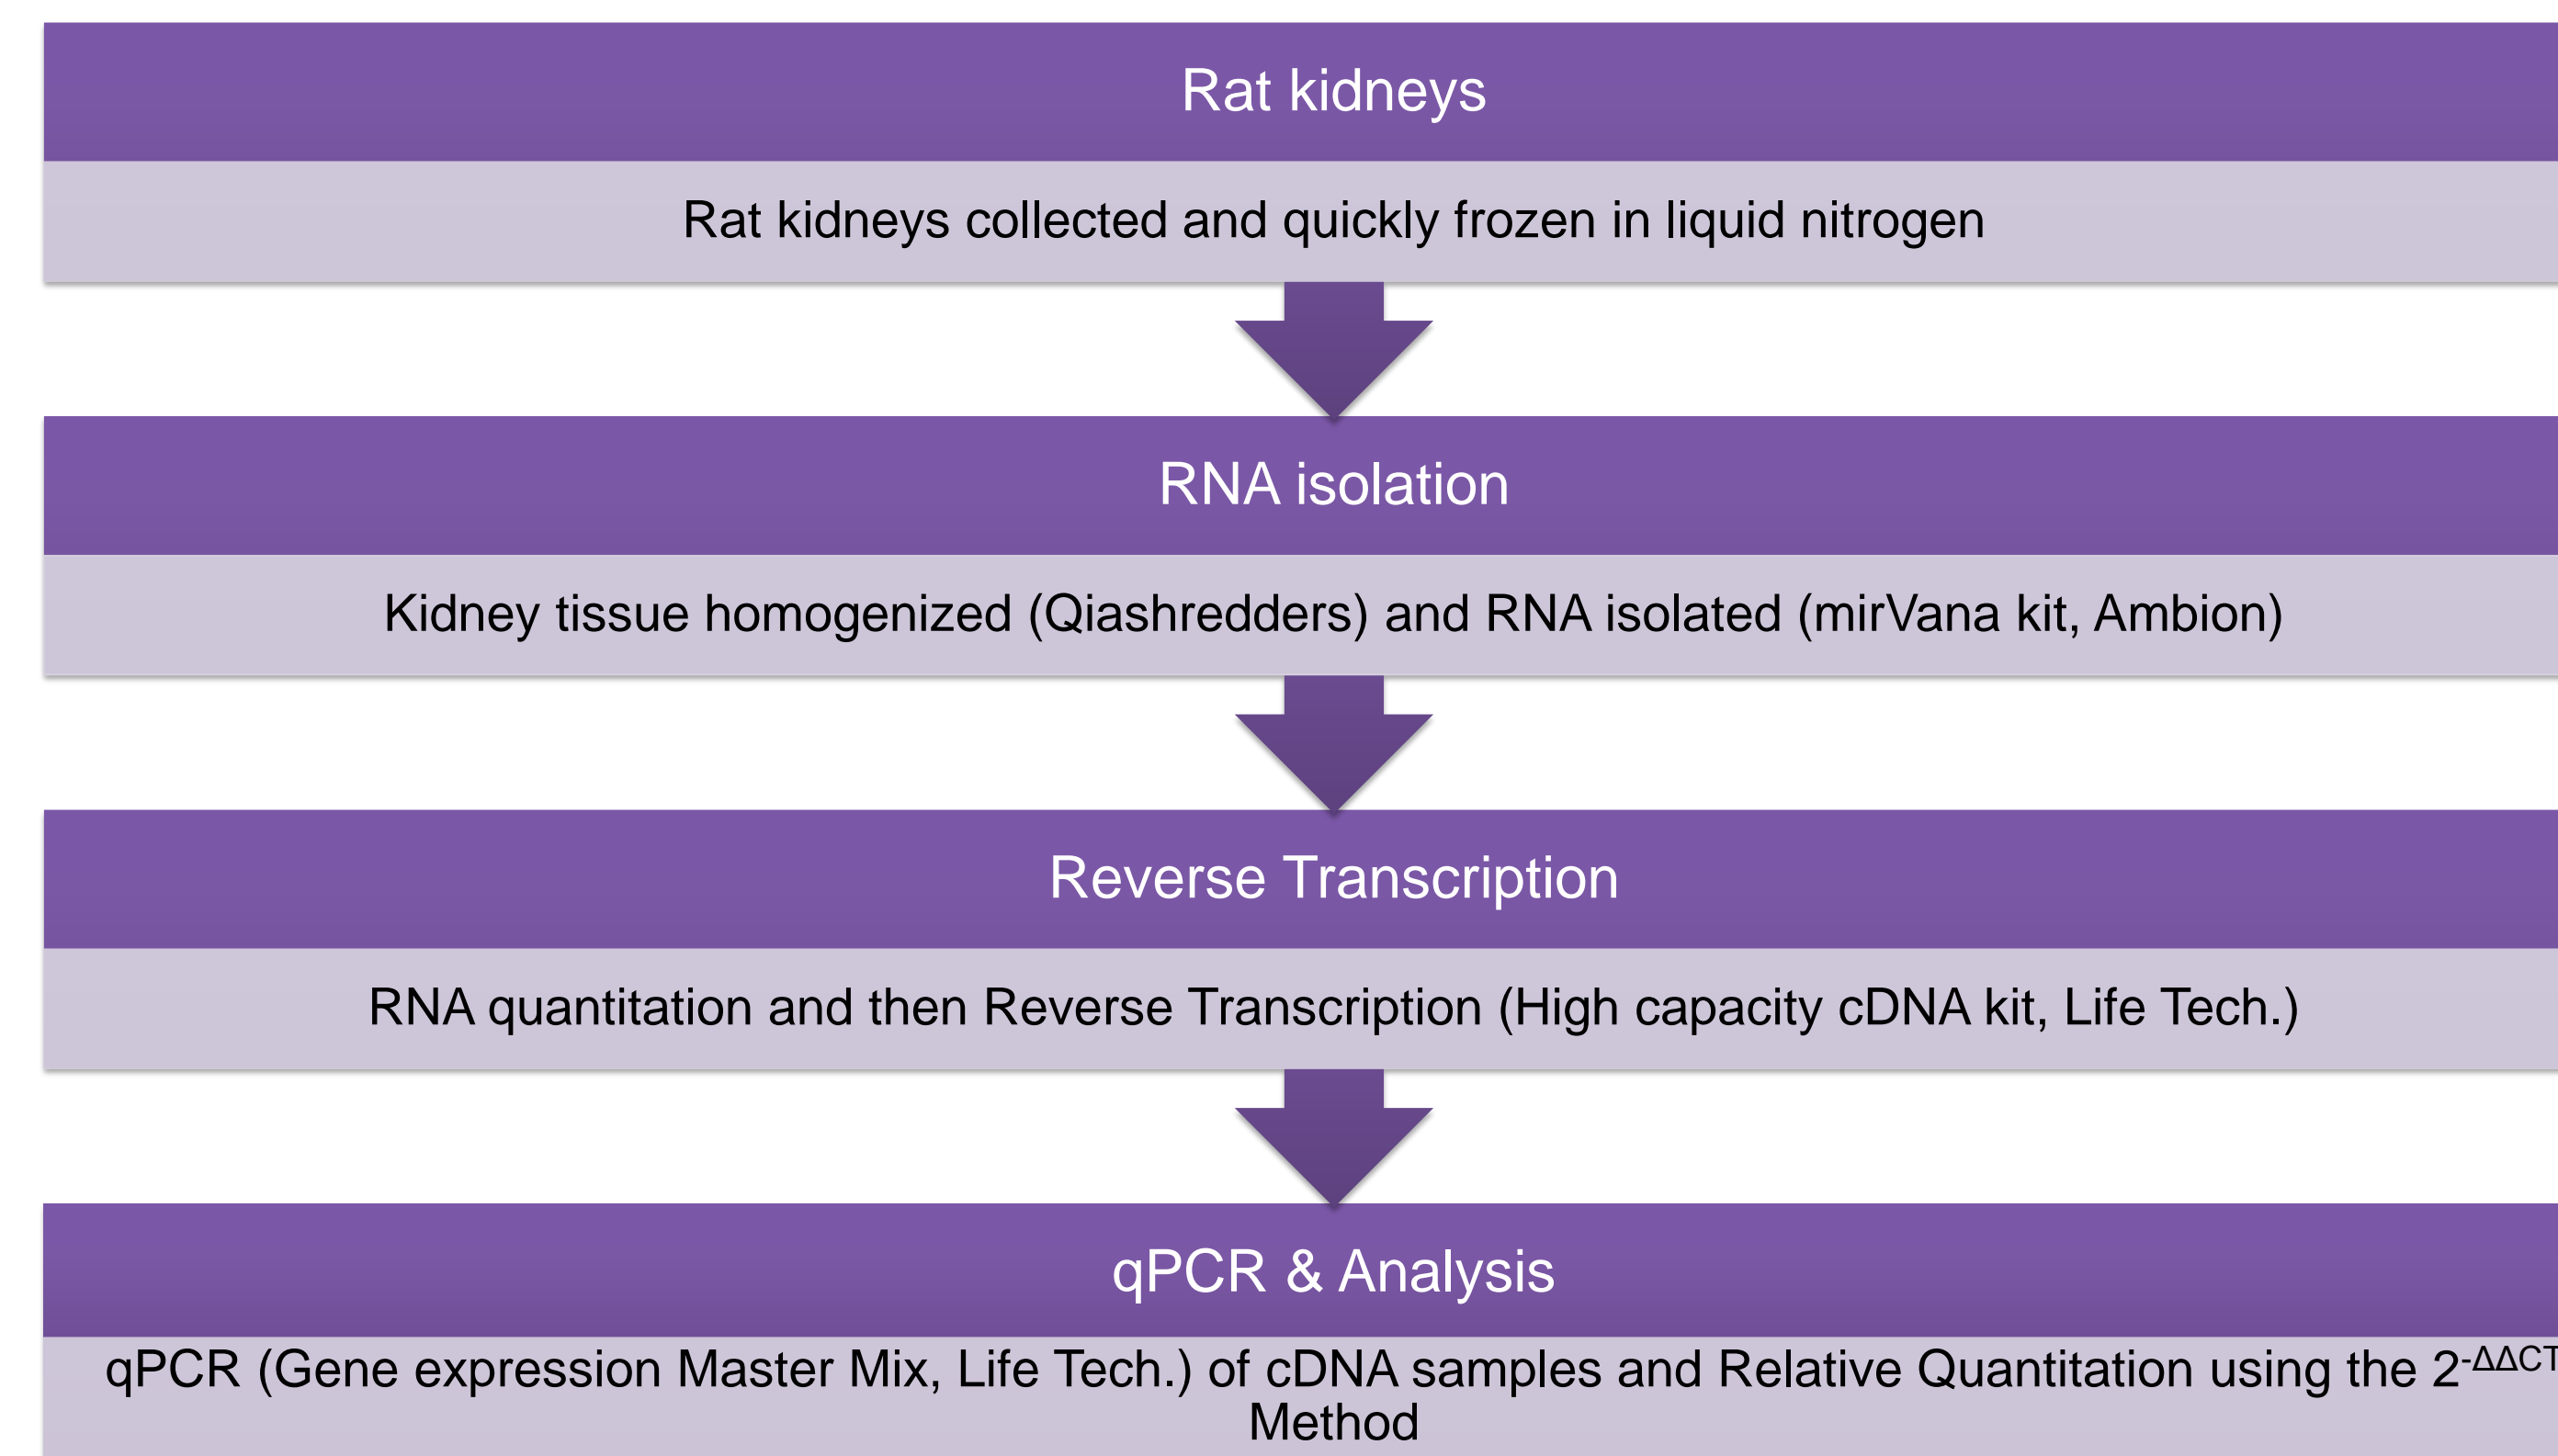 Rat kidneys
Rat kidneys collected and quickly frozen in liquid nitrogen
RNA isolation
Kidney tissue homogenized (Qiashredders) and RNA isolated (mirVana kit, Ambion)
Reverse Transcription
RNA quantitation and then Reverse Transcription (High capacity cDNA kit, Life Tech.)
qPCR & Analysis
qPCR (Gene expression Master Mix, Life Tech.) of cDNA samples and Relative Quantitation using the 2-ΔΔCT
Method